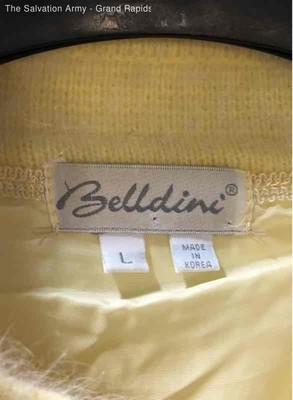 The Salvation Army - Grand Rapids
Belldini®
L
MADE
IN
KOREA